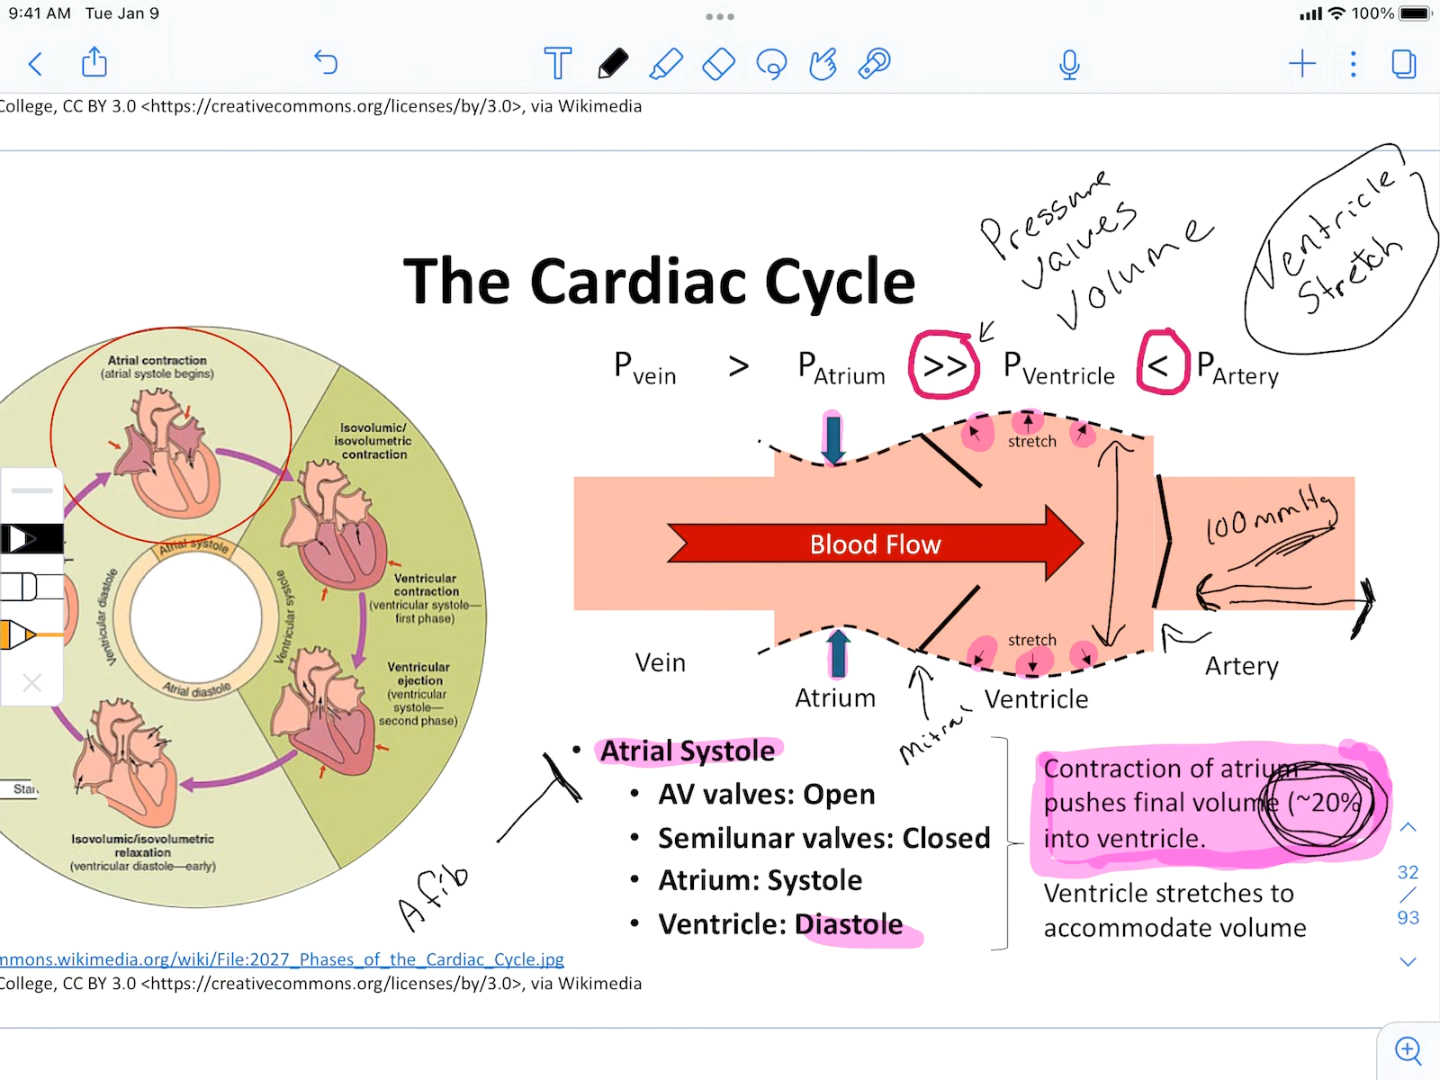 9:41 AM Tue Jan 9
100%
College, CC BY 3.0 <https://creativecommons.org/licenses/by/3.0>, via Wikimedia
Pressure
Valves
Volume
Ventricle
Stretch
The Cardiac Cycle
Pvein > PAtrium >> PVentricle < PArtery
Atrial contraction
(atrial systole begins)
Isovolumic/
isovolumetric
contraction
Ventricular
contraction
(ventricular systole—
first phase)
Ventricular
ejection
(ventricular
systole—
second phase)
Isovolumic/isovolumetric
relaxation
(ventricular diastole—early)
Atrial systole
Ventricular systole
Atrial diastole
Ventricular diastole
stretch
Blood Flow
100 mmHg
stretch
Vein
Atrium
Ventricle
Artery
Mitral
Afib
• Atrial Systole
• AV valves: Open
• Semilunar valves: Closed
• Atrium: Systole
• Ventricle: Diastole
Contraction of atrium
pushes final volume (~20%
into ventricle.
Ventricle stretches to
accommodate volume
32
/
93
mmons.wikimedia.org/wiki/File:2027_Phases_of_the_Cardiac_Cycle.jpg
College, CC BY 3.0 <https://creativecommons.org/licenses/by/3.0>, via Wikimedia